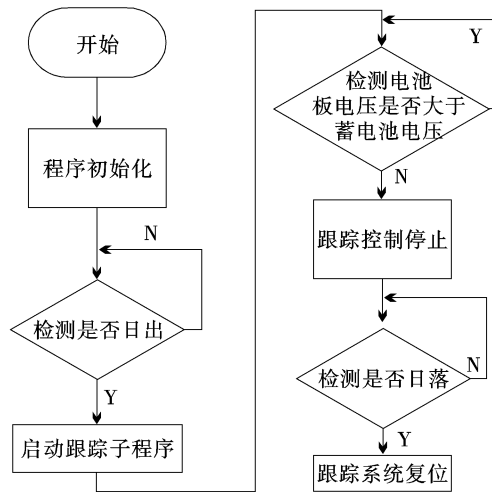 开始
程序初始化
N
检测是否日出
Y
启动跟踪子程序
Y
检测电池
板电压是否大于
蓄电池电压
N
跟踪控制停止
检测是否日落
N
Y
跟踪系统复位